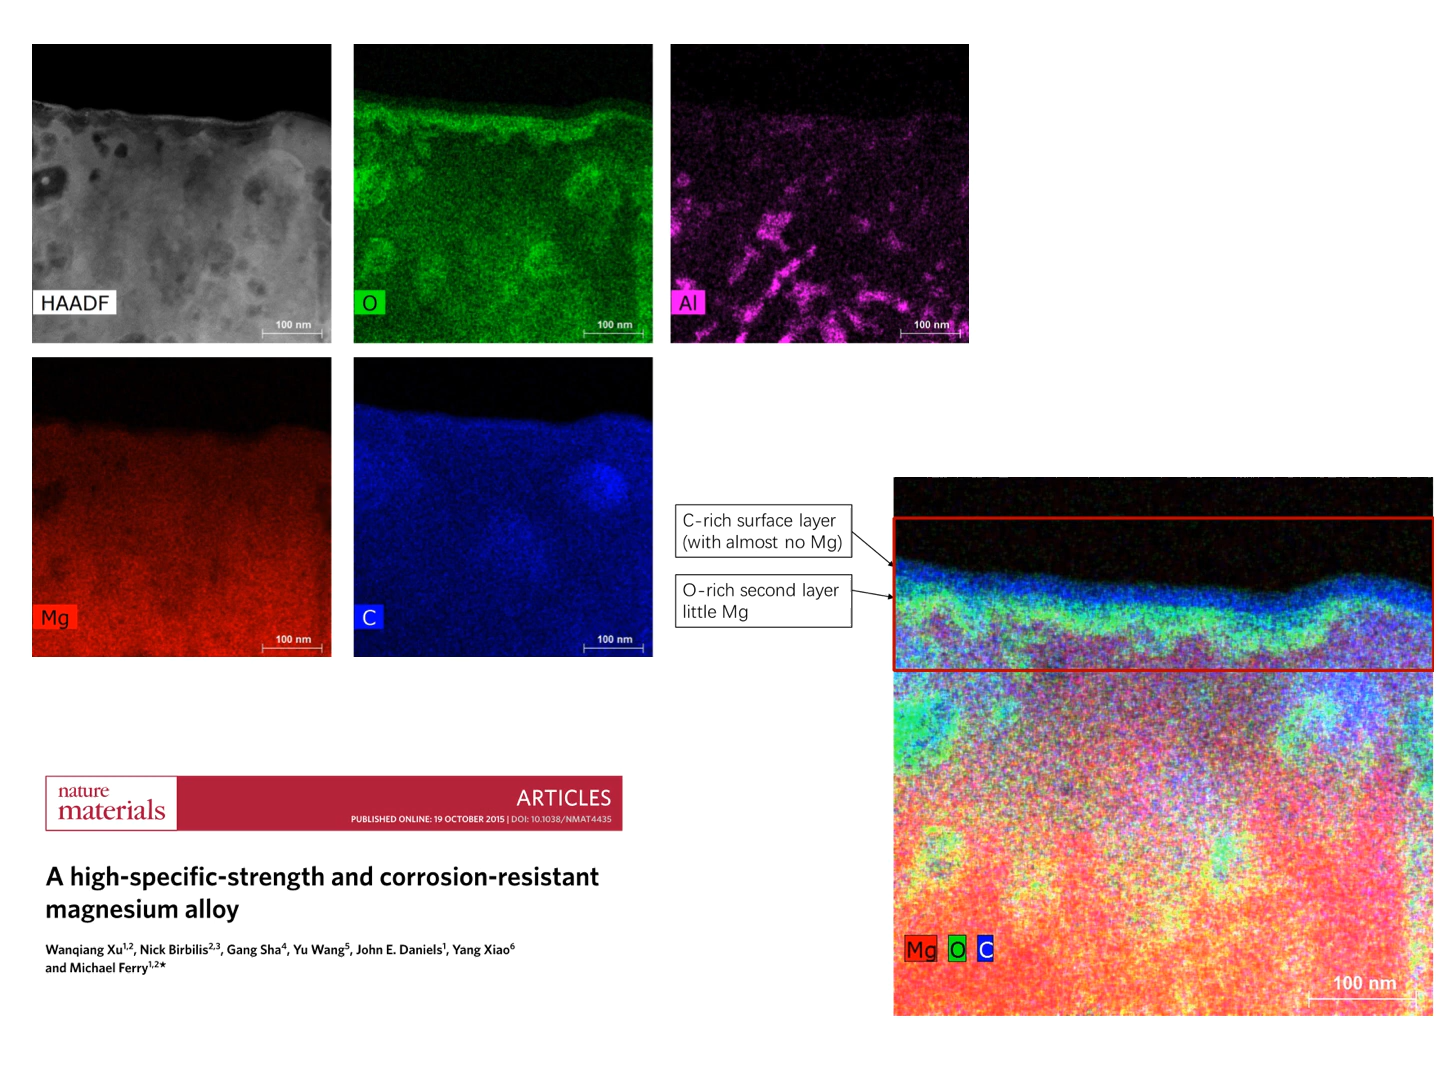 HAADF
100 nm
O
100 nm
Al
100 nm
Mg
100 nm
C
100 nm
C-rich surface layer
(with almost no Mg)
O-rich second layer
little Mg
Mg O C
100 nm
nature
materials
ARTICLES
PUBLISHED ONLINE: 19 OCTOBER 2015 | DOI: 10.1038/NMAT4435
A high-specific-strength and corrosion-resistant
magnesium alloy
Wanqiang Xu1,2, Nick Birbilis2,3, Gang Sha4, Yu Wang5, John E. Daniels1, Yang Xiao6
and Michael Ferry1,2★